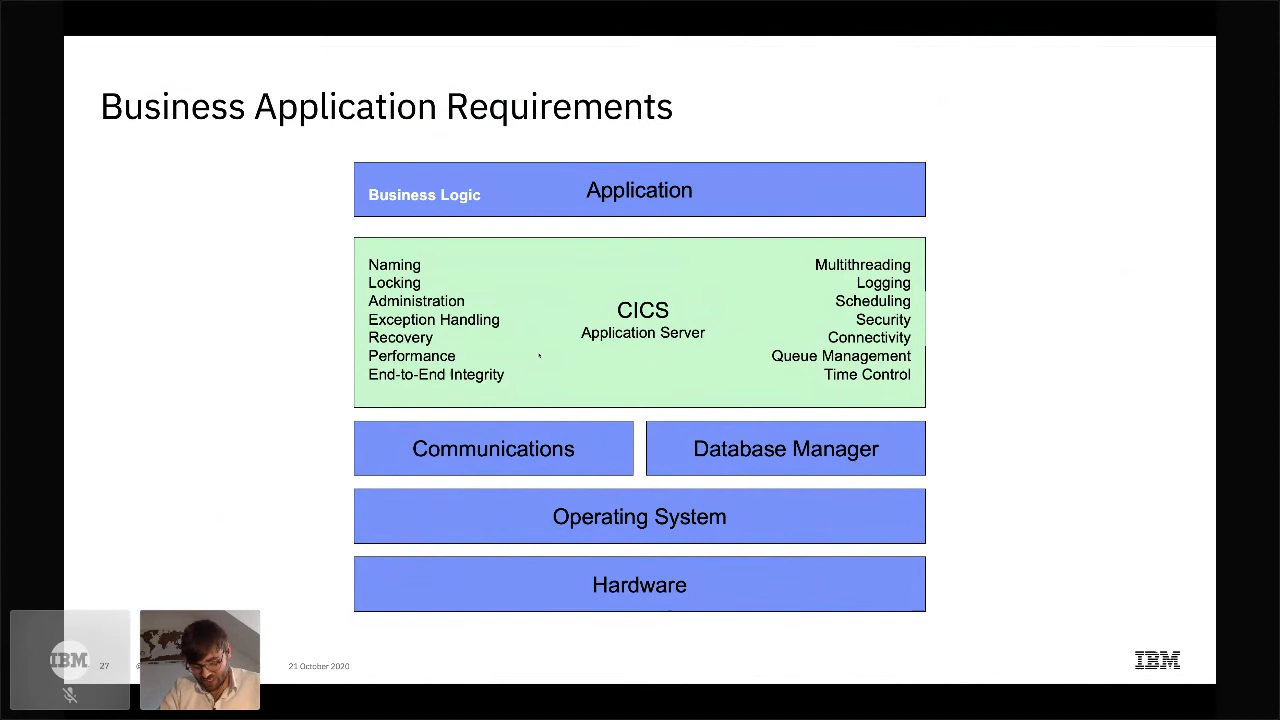 Business Application Requirements
Business Logic
Application
Naming
Locking
Administration
Exception Handling
Recovery
Performance
End-to-End Integrity
CICS
Application Server
Multithreading
Logging
Scheduling
Security
Connectivity
Queue Management
Time Control
Communications
Database Manager
Operating System
Hardware
IBM
27
21 October 2020
IBM